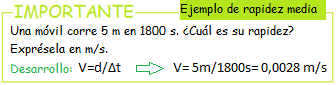 IMPORTANTE
Ejemplo de rapidez media
Una móvil corre 5 m en 1800 s. ¿Cuál es su rapidez?
Exprésela en m/s.
Desarrollo: V=d/Δt V= 5m/1800s= 0,0028 m/s